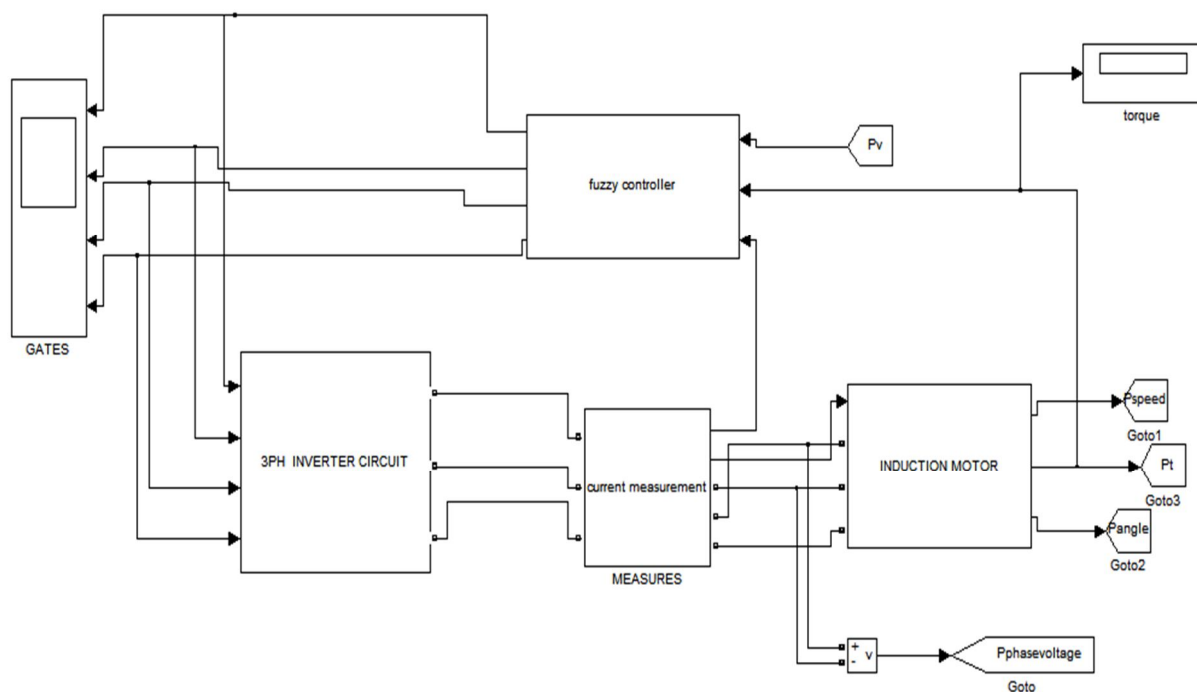 torque
Pv
fuzzy controller
GATES
3PH INVERTER CIRCUIT
current measurement
MEASURES
INDUCTION MOTOR
Pspeed
Goto1
Pt
Goto3
Pangle
Goto2
+
-
v
Pphasevoltage
Goto